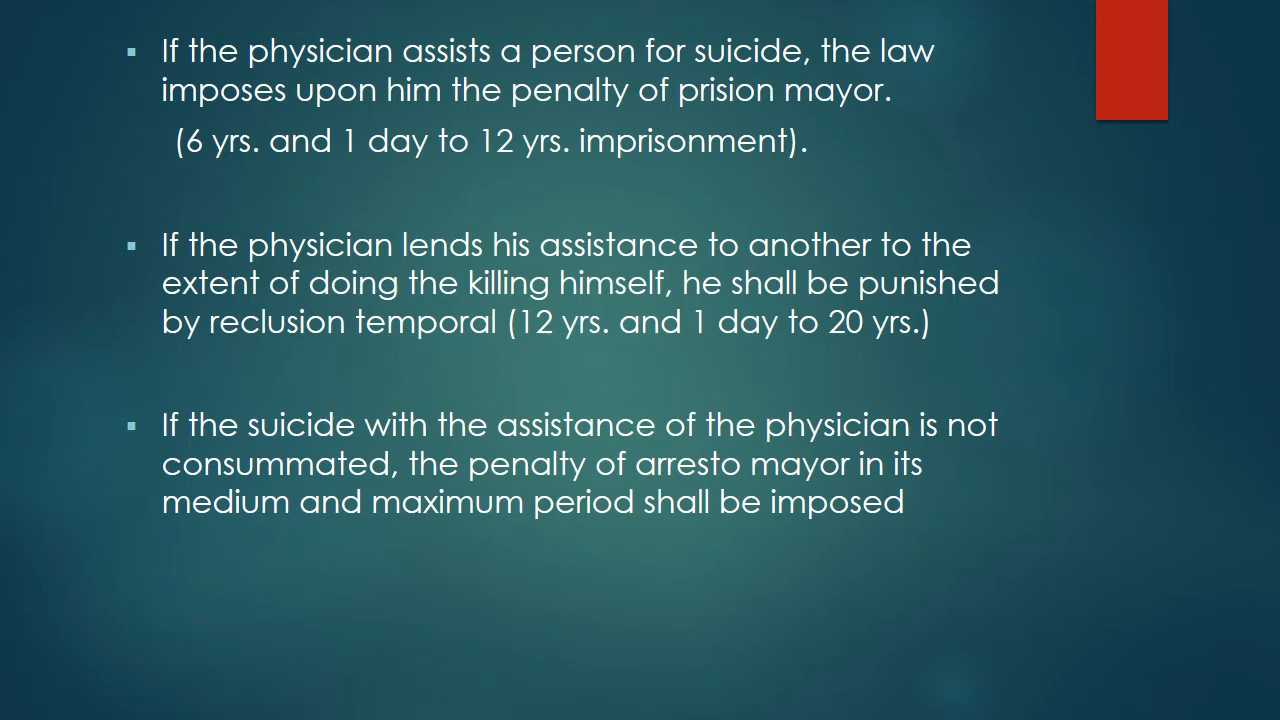 ▪ If the physician assists a person for suicide, the law
imposes upon him the penalty of prision mayor.
(6 yrs. and 1 day to 12 yrs. imprisonment).
▪ If the physician lends his assistance to another to the
extent of doing the killing himself, he shall be punished
by reclusion temporal (12 yrs. and 1 day to 20 yrs.)
▪ If the suicide with the assistance of the physician is not
consummated, the penalty of arresto mayor in its
medium and maximum period shall be imposed